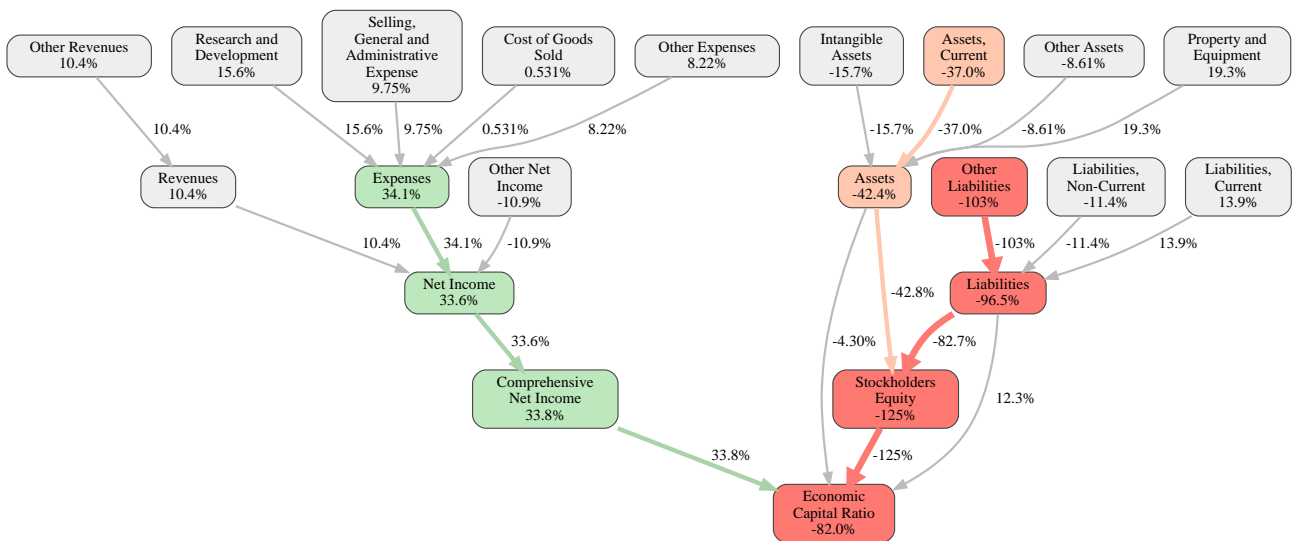 Other Revenues
10.4%
Research and
Development
15.6%
Selling,
General and
Administrative
Expense
9.75%
Cost of Goods
Sold
0.531%
Other Expenses
8.22%
Intangible
Assets
-15.7%
Assets,
Current
-37.0%
Other Assets
-8.61%
Property and
Equipment
19.3%
10.4%
15.6%
9.75%
0.531%
8.22%
-15.7%
-37.0%
-8.61%
19.3%
Revenues
10.4%
Expenses
34.1%
Other Net
Income
-10.9%
Assets
-42.4%
Other
Liabilities
-103%
Liabilities,
Non-Current
-11.4%
Liabilities,
Current
13.9%
10.4%
34.1%
-10.9%
-103%
-11.4%
13.9%
Net Income
33.6%
-42.8%
Liabilities
-96.5%
33.6%
-4.30%
-82.7%
Comprehensive
Net Income
33.8%
Stockholders
Equity
-125%
12.3%
33.8%
-125%
Economic
Capital Ratio
-82.0%